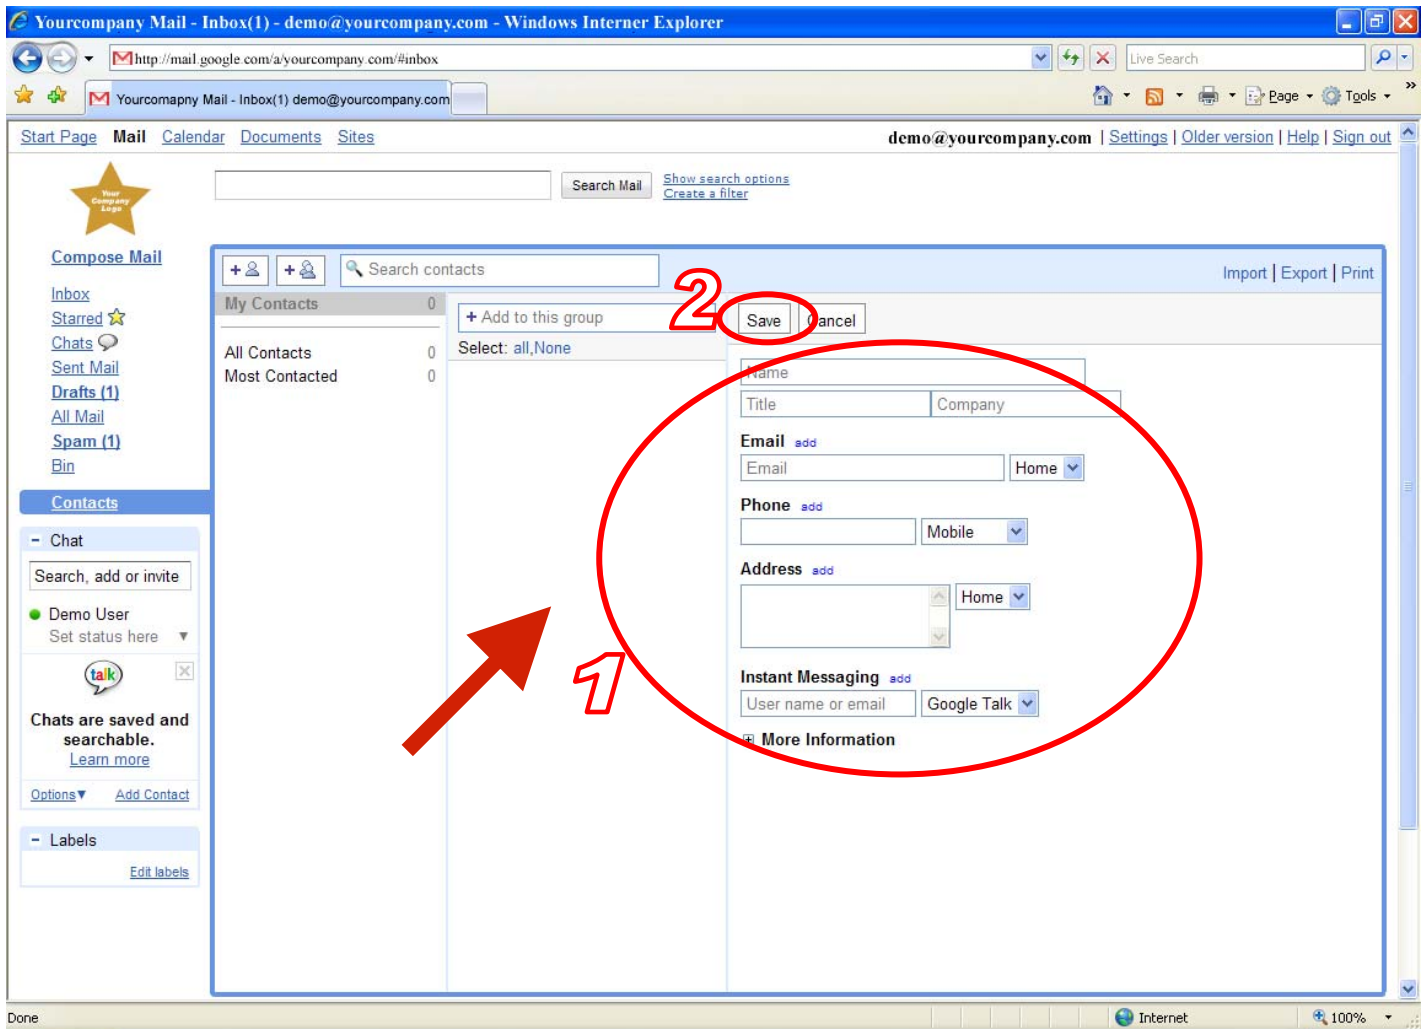 Yourcompany Mail - Inbox(1) - demo@yourcompany.com - Windows Interner Explorer
http://mail.google.com/a/yourcompany.com/#inbox
Live Search
Yourcomapny Mail - Inbox(1) demo@yourcompany.com
Page
Tools
»
Start Page Mail Calendar Documents Sites
demo@yourcompany.com | Settings | Older version | Help | Sign out
Your
Company
Logo
Search Mail
Show search options
Create a filter
Compose Mail
Inbox
Starred
Chats
Sent Mail
Drafts (1)
All Mail
Spam (1)
Bin
Contacts
- Chat
Search, add or invite
Demo User
Set status here
talk
Chats are saved and
searchable.
Learn more
Options▼ Add Contact
- Labels
Edit labels
+ +
Search contacts
Import | Export | Print
My Contacts 0
All Contacts 0
Most Contacted 0
+ Add to this group
Select: all,None
2
Save Cancel
Name
Title Company
Email add
Email Home
Phone add
Mobile
Address add
Home
1
Instant Messaging add
User name or email Google Talk
More Information
Done
Internet
100%